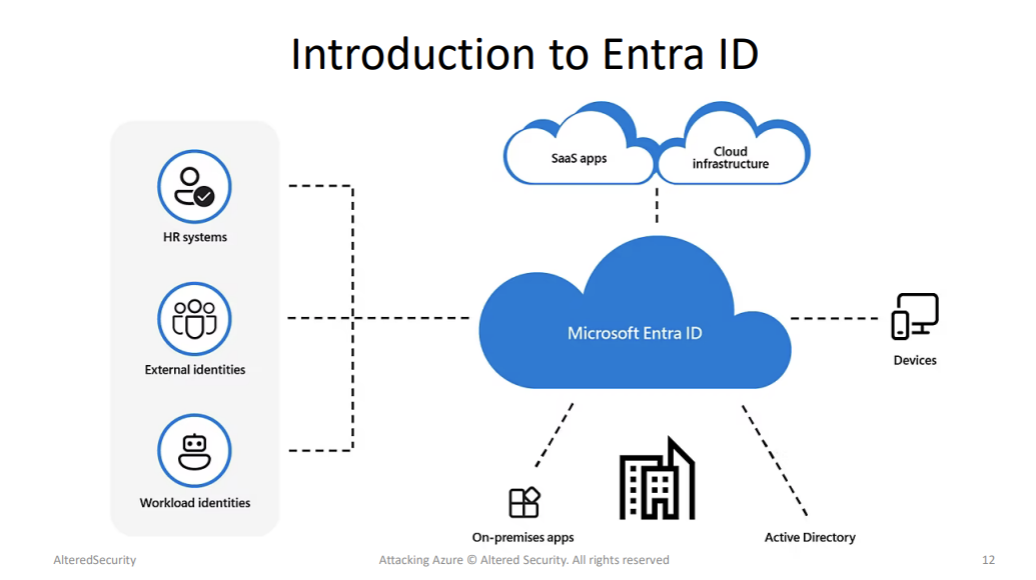 Introduction to Entra ID
SaaS apps
Cloud
infrastructure
HR systems
External identities
Workload identities
Microsoft Entra ID
Devices
On-premises apps
Active Directory
AlteredSecurity
Attacking Azure © Altered Security. All rights reserved
12